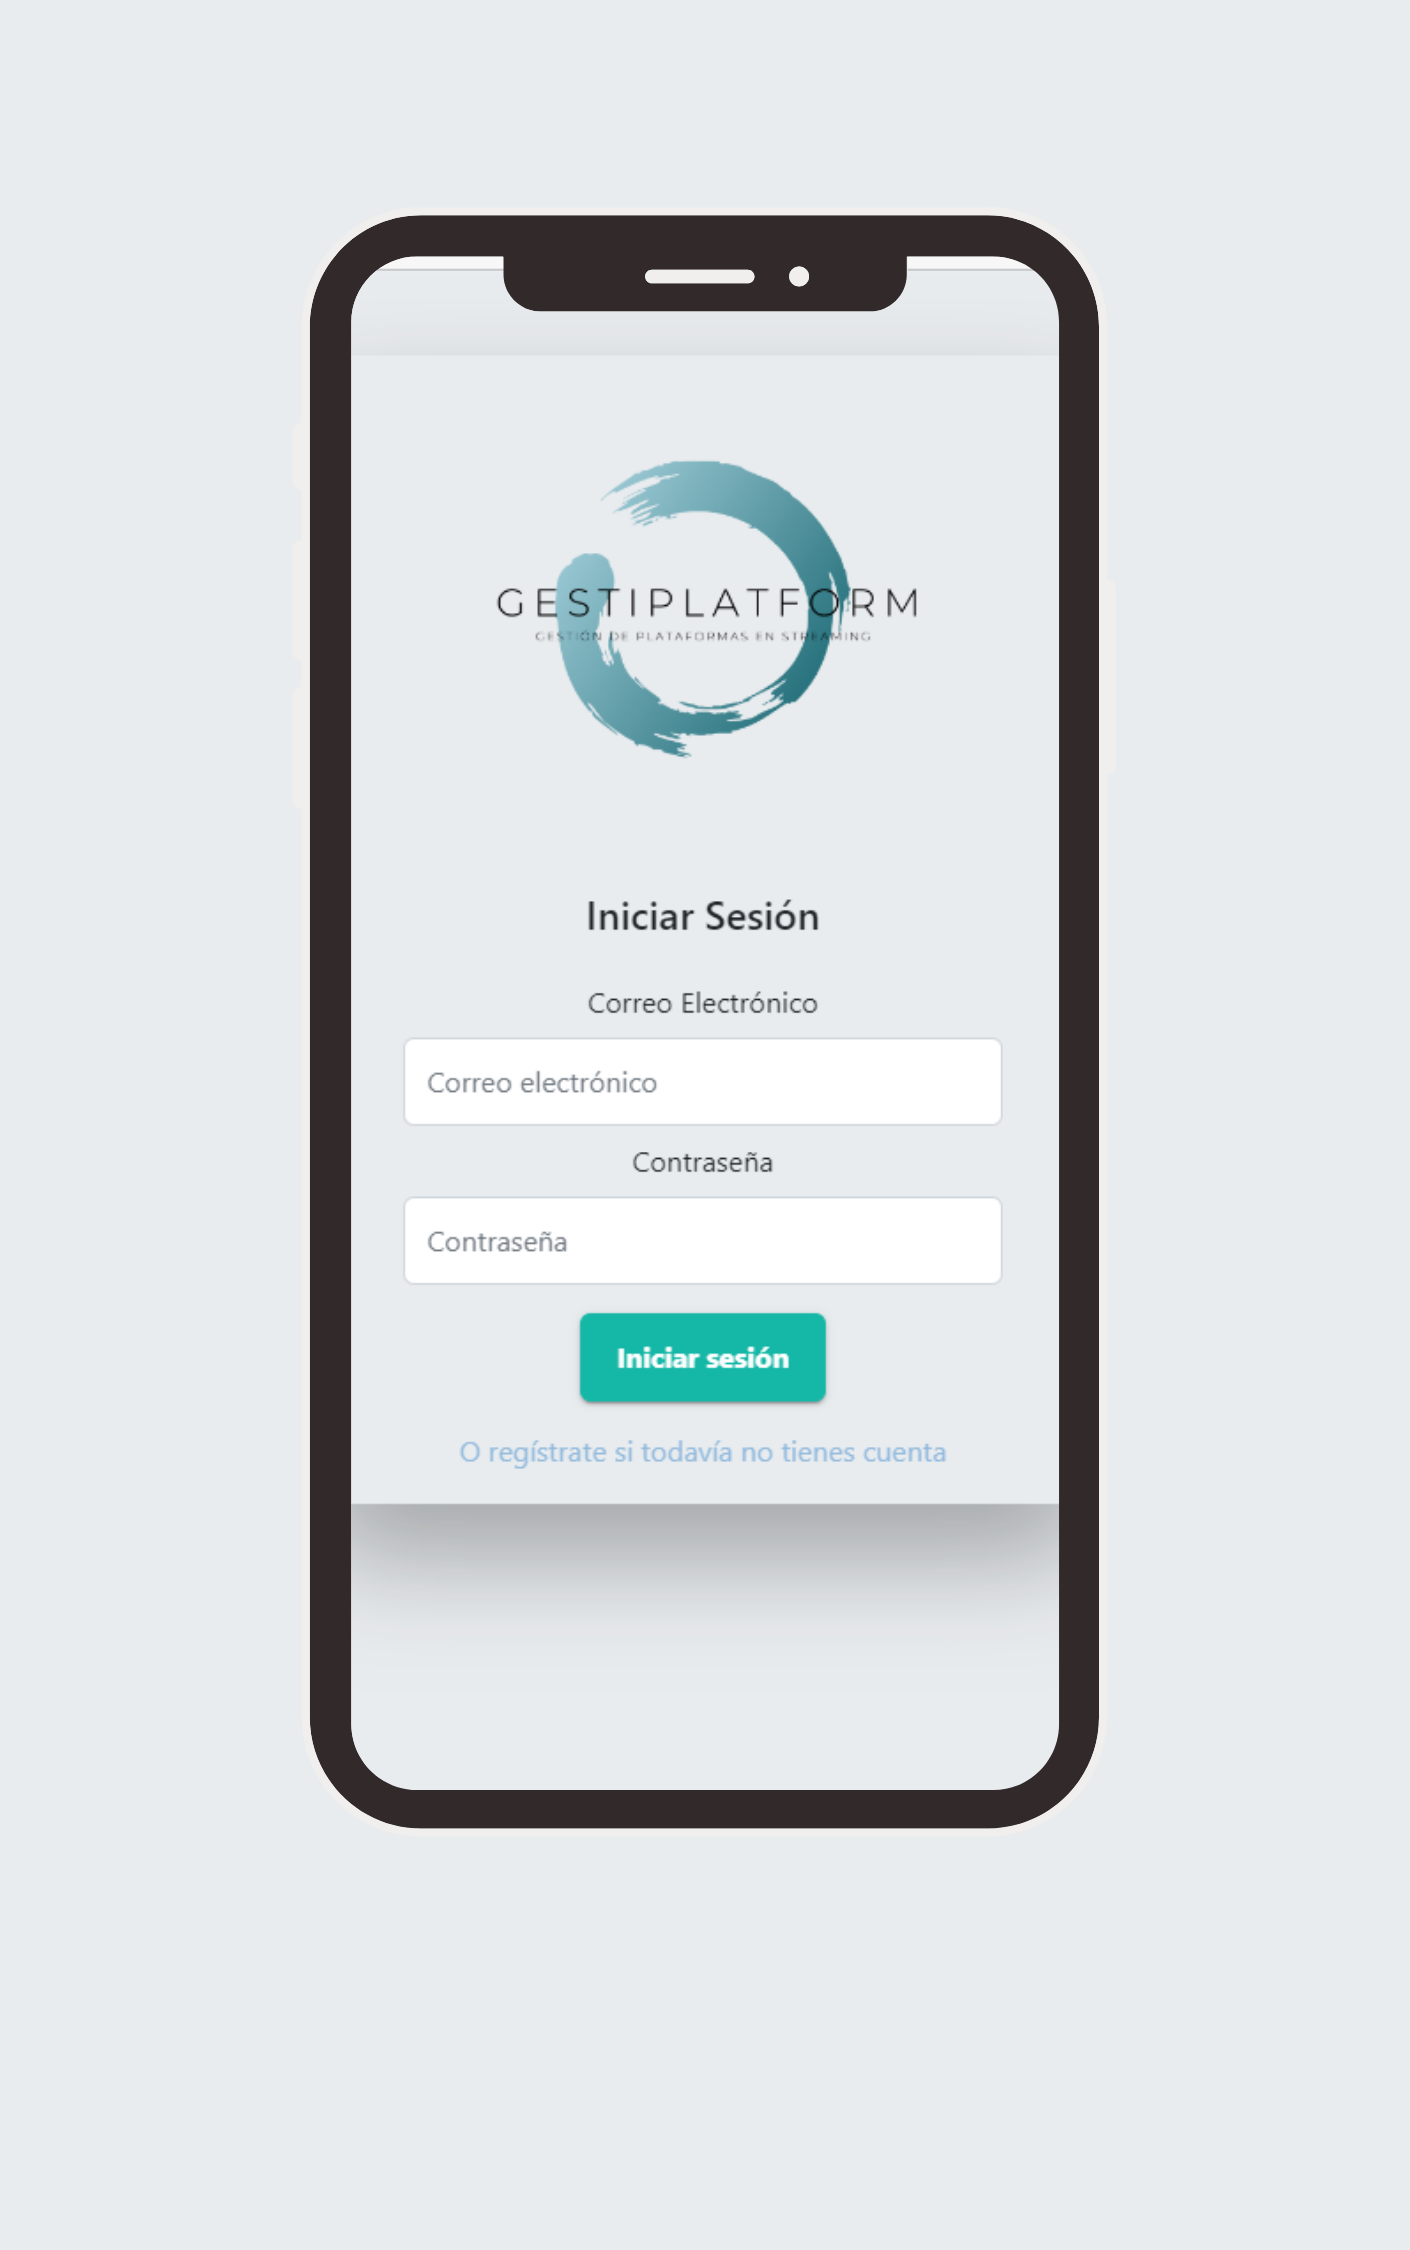 GESTIPLATFORM
GESTIÓN DE PLATAFORMAS EN STREAMING
Iniciar Sesión
Correo Electrónico
Correo electrónico
Contraseña
Contraseña
Iniciar sesión
O regístrate si todavía no tienes cuenta